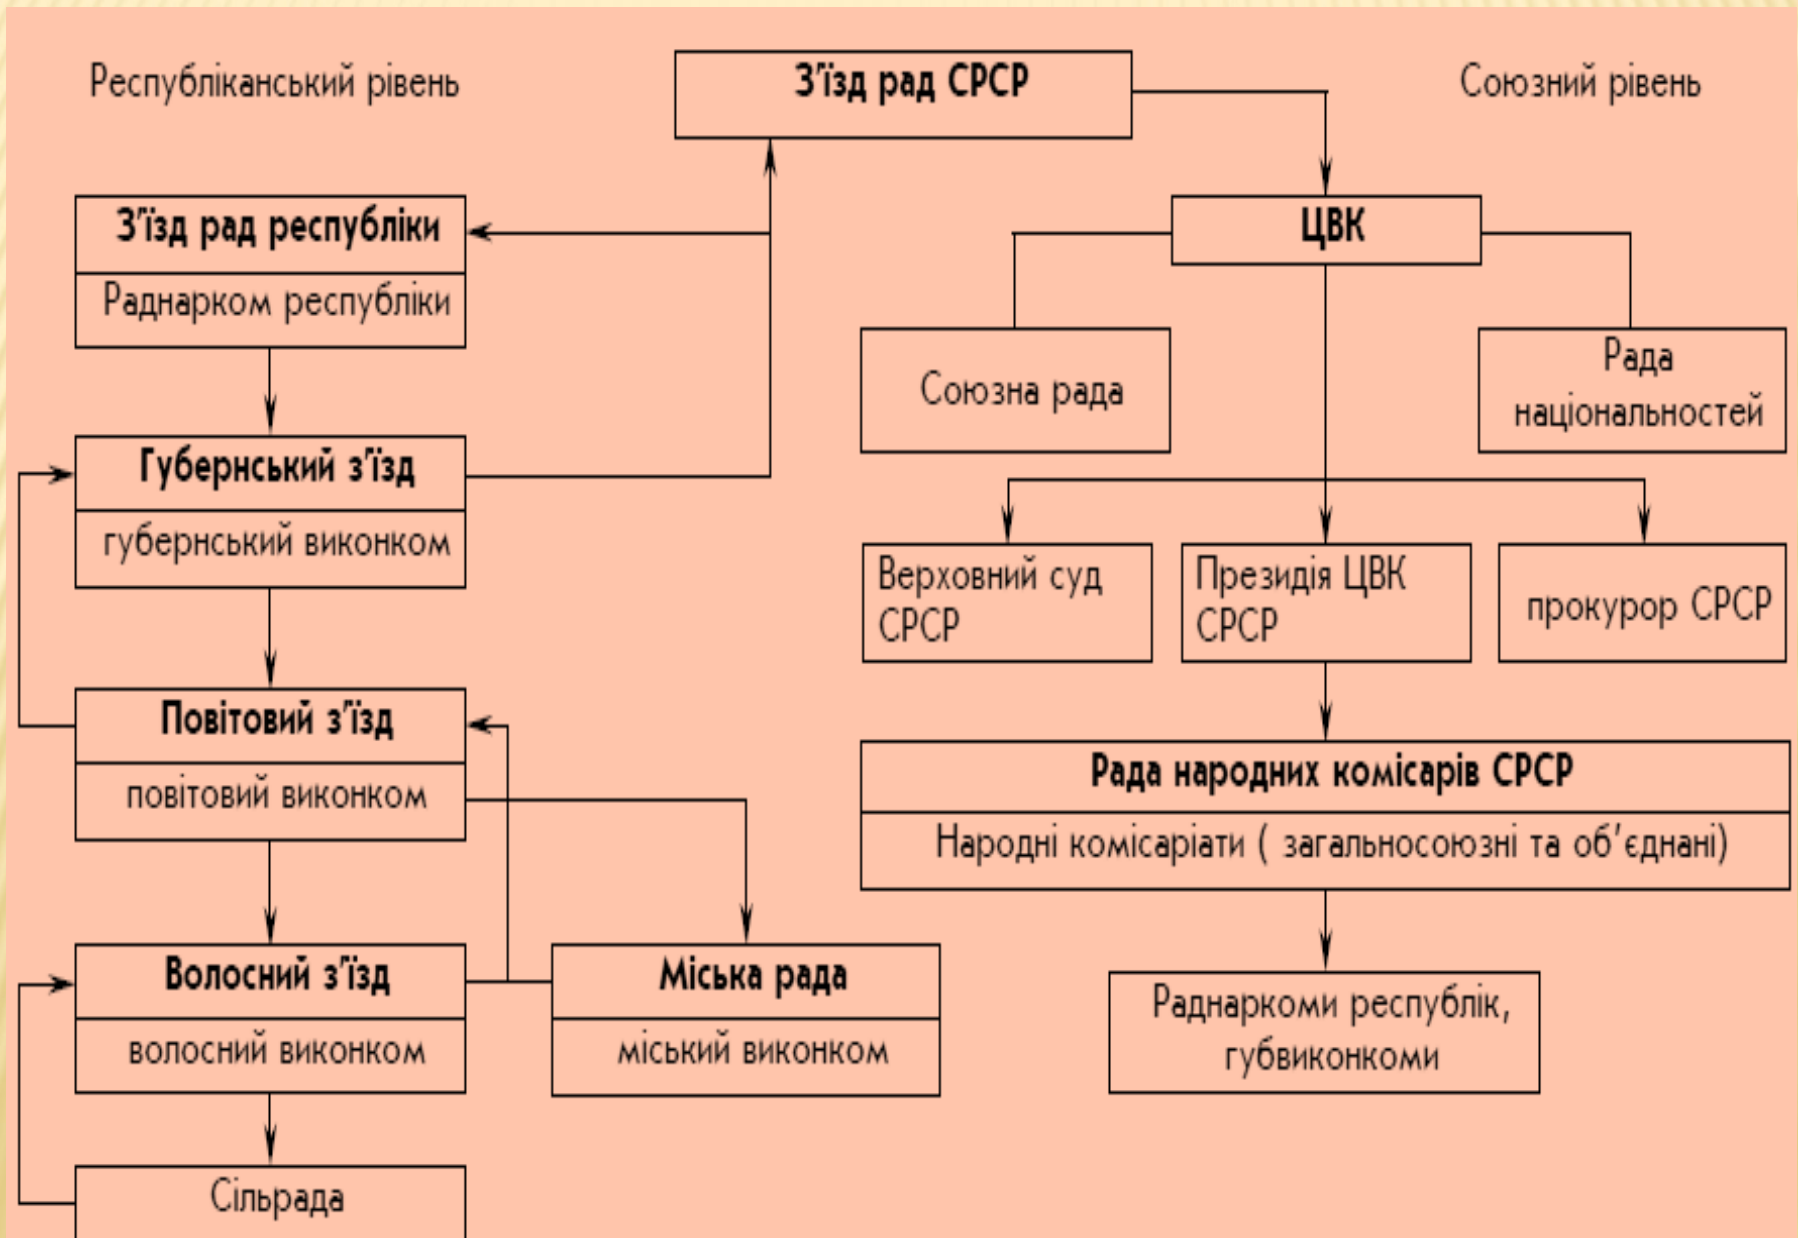 Республіканський рівень
З'їзд рад СРСР
Союзний рівень
З'їзд рад республіки
Раднарком республіки
ЦВК
Союзна рада
Рада
національностей
Губернський з'їзд
губернський виконком
Верховний суд
СРСР
Президія ЦВК
СРСР
прокурор СРСР
Повітовий з'їзд
повітовий виконком
Рада народних комісарів СРСР
Народні комісаріати ( загальносоюзні та об'єднані)
Волосний з'їзд
волосний виконком
Міська рада
міський виконком
Раднаркоми республік,
губвиконкоми
Сільрада